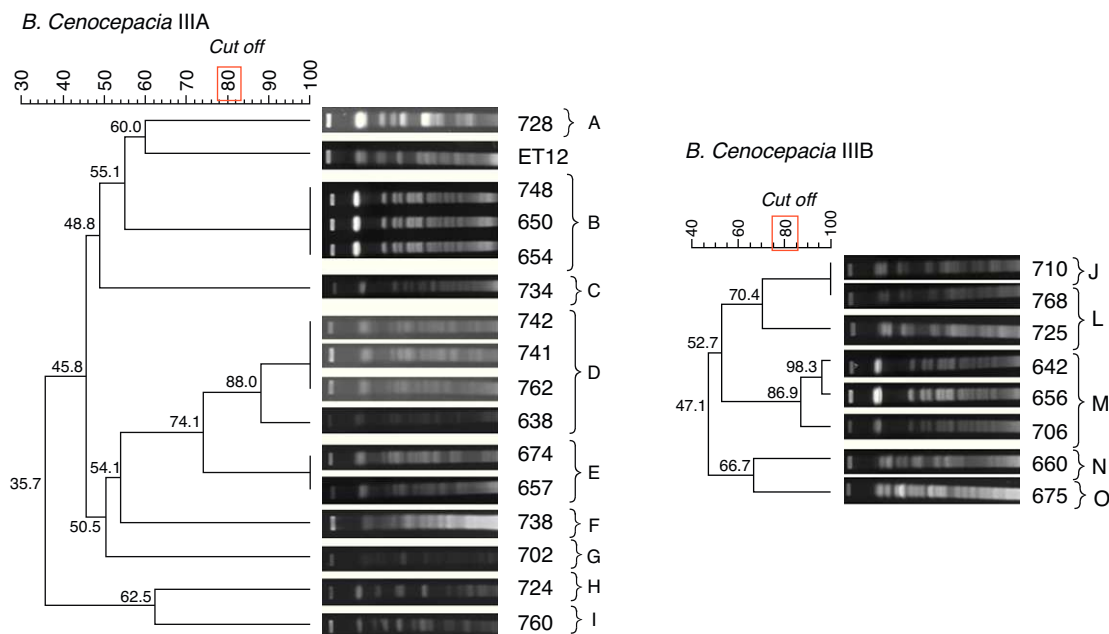 B. Cenocepacia IIIA
Cut off
30 40 50 60 70 80 90 100
60.0
55.1
48.8
45.8
35.7
88.0
74.1
54.1
50.5
62.5
728 A
ET12
748
650 B
654
734 C
742
741
762 D
638
674
657 E
738 F
702 G
724 H
760 I
B. Cenocepacia IIIB
Cut off
40 60 80 100
70.4
52.7
98.3
86.9
47.1
66.7
710 J
768
725 L
642
656 M
706
660 N
675 O